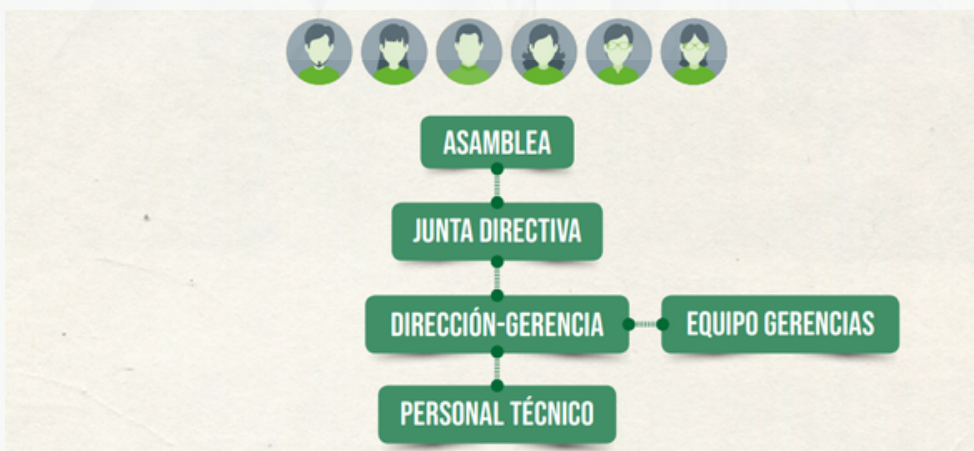 ASAMBLEA
JUNTA DIRECTIVA
DIRECCIÓN-GERENCIA
EQUIPO GERENCIAS
PERSONAL TÉCNICO